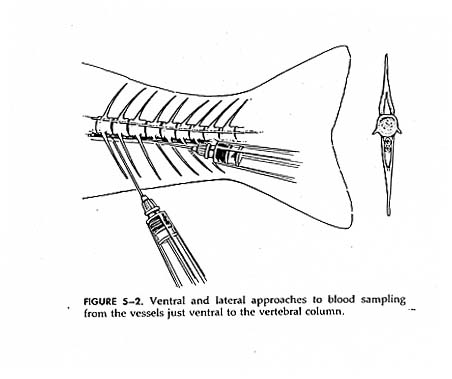 FIGURE 5–2. Ventral and lateral approaches to blood sampling
from the vessels just ventral to the vertebral column.